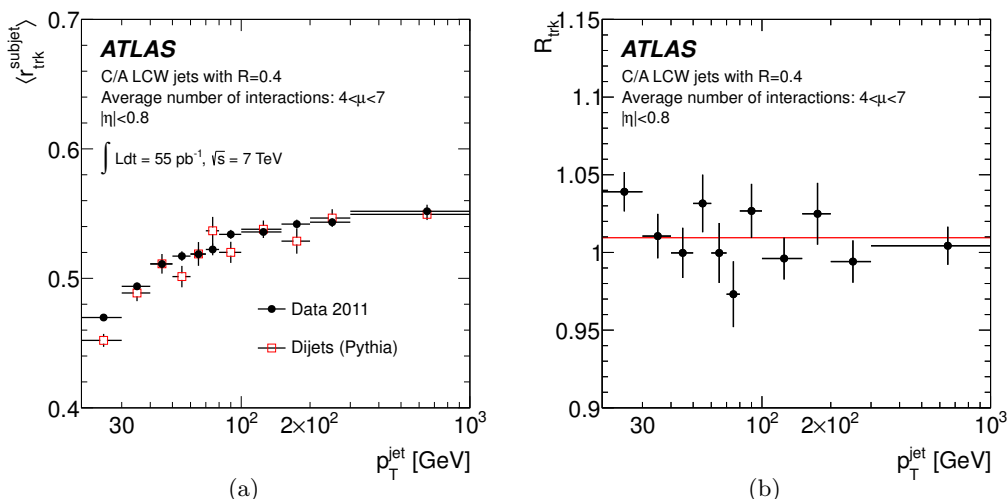 ⟨r_trk^subjet⟩
0.7
0.6
0.5
0.4
ATLAS
C/A LCW jets with R=0.4
Average number of interactions: 4<μ<7
|η|<0.8
∫ Ldt = 55 pb⁻¹, √s = 7 TeV
Data 2011
Dijets (Pythia)
30 10² 2×10² 10³
p_T^jet [GeV]
(a)
R_trk
1.15
1.1
1.05
1
0.95
0.9
ATLAS
C/A LCW jets with R=0.4
Average number of interactions: 4<μ<7
|η|<0.8
30 10² 2×10² 10³
p_T^jet [GeV]
(b)